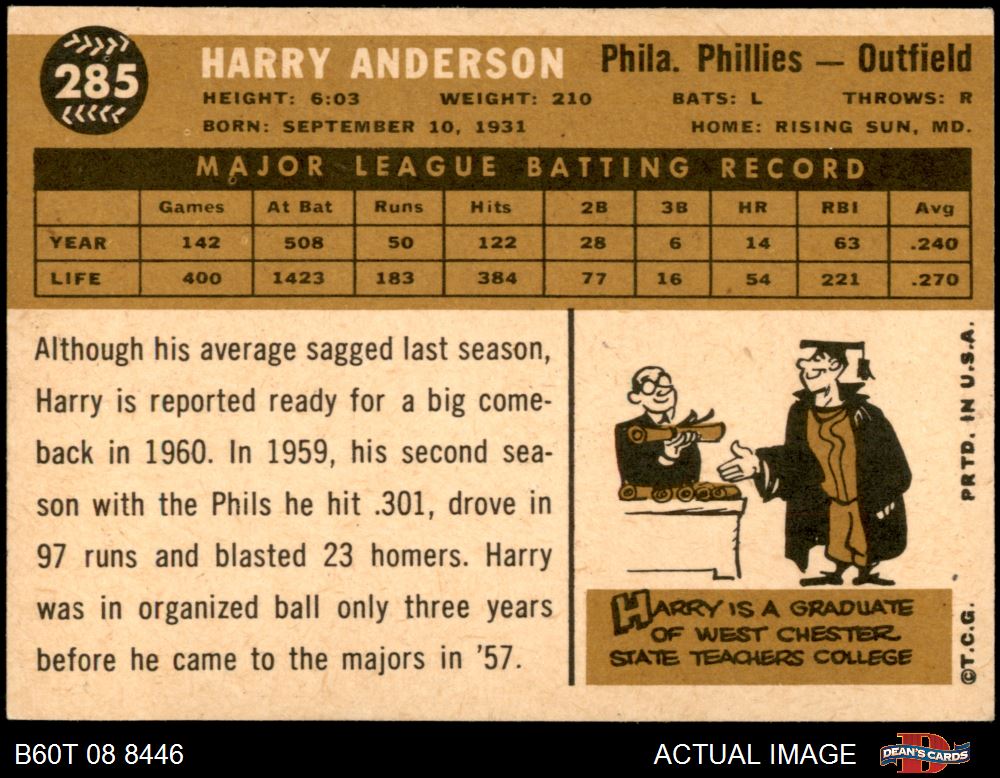 285
HARRY ANDERSON
Phila. Phillies — Outfield
HEIGHT: 6:03 WEIGHT: 210 BATS: L THROWS: R
BORN: SEPTEMBER 10, 1931 HOME: RISING SUN, MD.
MAJOR LEAGUE BATTING RECORD
Games At Bat Runs Hits 2B 3B HR RBI Avg
YEAR 142 508 50 122 28 6 14 63 .240
LIFE 400 1423 183 384 77 16 54 221 .270
Although his average sagged last season,
Harry is reported ready for a big come-
back in 1960. In 1959, his second sea-
son with the Phils he hit .301, drove in
97 runs and blasted 23 homers. Harry
was in organized ball only three years
before he came to the majors in '57.
HARRY IS A GRADUATE
OF WEST CHESTER
STATE TEACHERS COLLEGE
©T.C.G. PRTD. IN U.S.A.
B60T 08 8446
ACTUAL IMAGE
DEAN'S CARDS